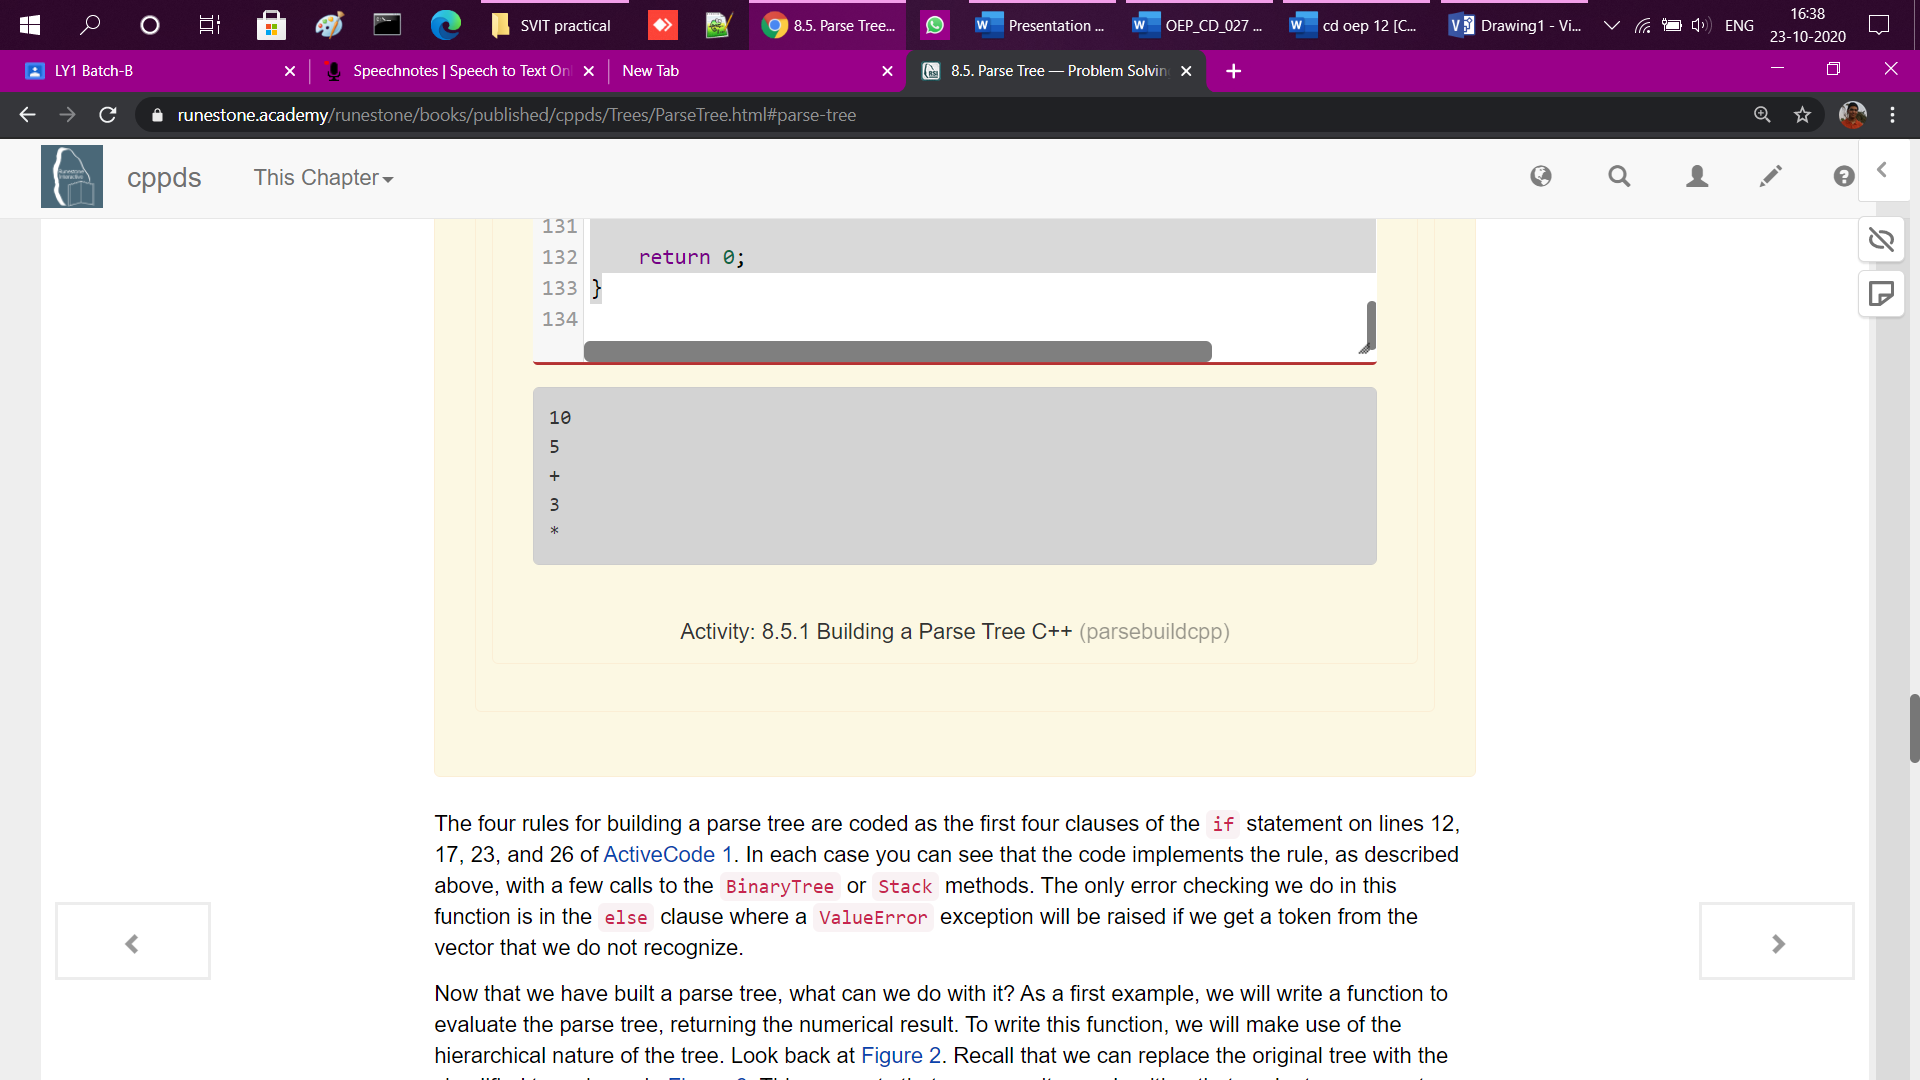 SVIT practical
8.5. Parse Tree...
Presentation ...
OEP_CD_027 ...
cd oep 12 [C...
Drawing1 - Vi...
ENG
16:38
23-10-2020
LY1 Batch-B
Speechnotes | Speech to Text Onl
New Tab
8.5. Parse Tree — Problem Solvin
runestone.academy/runestone/books/published/cppds/Trees/ParseTree.html#parse-tree
cppds
This Chapter
131
132 return 0;
133 }
134
10
5
+
3
*
Activity: 8.5.1 Building a Parse Tree C++ (parsebuildcpp)
The four rules for building a parse tree are coded as the first four clauses of the if statement on lines 12,
17, 23, and 26 of ActiveCode 1. In each case you can see that the code implements the rule, as described
above, with a few calls to the BinaryTree or Stack methods. The only error checking we do in this
function is in the else clause where a ValueError exception will be raised if we get a token from the
vector that we do not recognize.
Now that we have built a parse tree, what can we do with it? As a first example, we will write a function to
evaluate the parse tree, returning the numerical result. To write this function, we will make use of the
hierarchical nature of the tree. Look back at Figure 2. Recall that we can replace the original tree with the